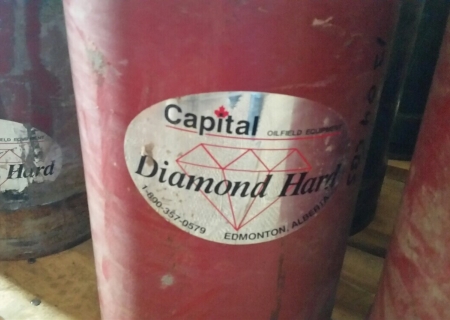 Capital
OILFIELD EQUIPMENT
Diamond Hard
1-800-357-0579
EDMONTON, ALBERTA
Hard